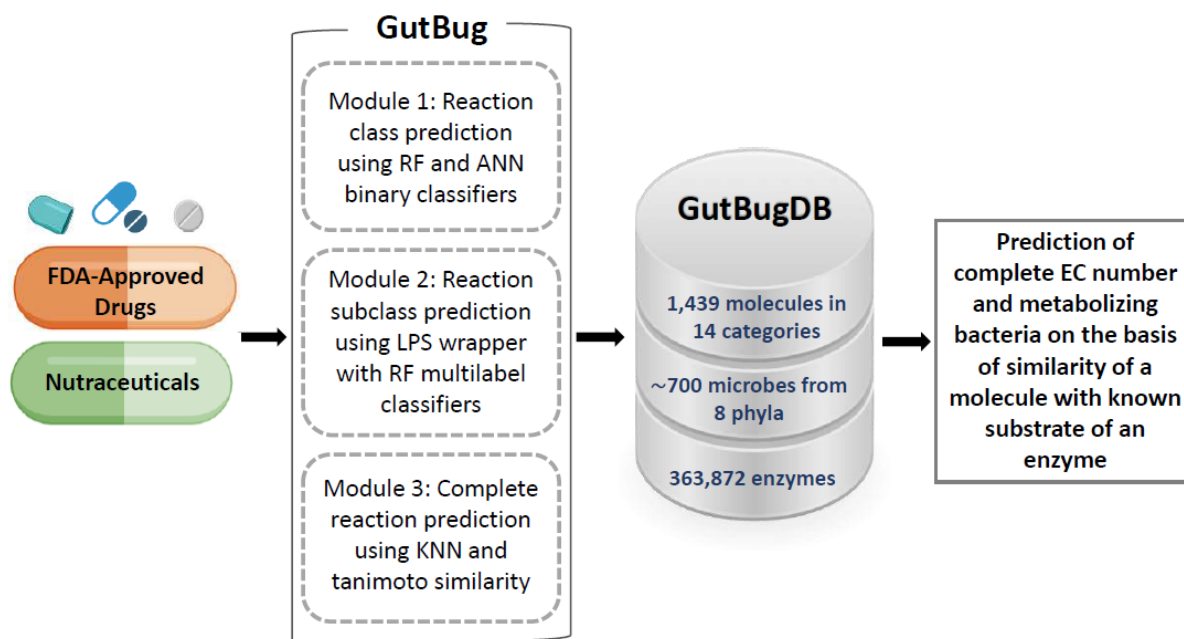 GutBug
Module 1: Reaction
class prediction
using RF and ANN
binary classifiers
FDA-Approved
Drugs
Nutraceuticals
Module 2: Reaction
subclass prediction
using LPS wrapper
with RF multilabel
classifiers
Module 3: Complete
reaction prediction
using KNN and
tanimoto similarity
GutBugDB
1,439 molecules in
14 categories
~700 microbes from
8 phyla
363,872 enzymes
Prediction of
complete EC number
and metabolizing
bacteria on the basis
of similarity of a
molecule with known
substrate of an
enzyme